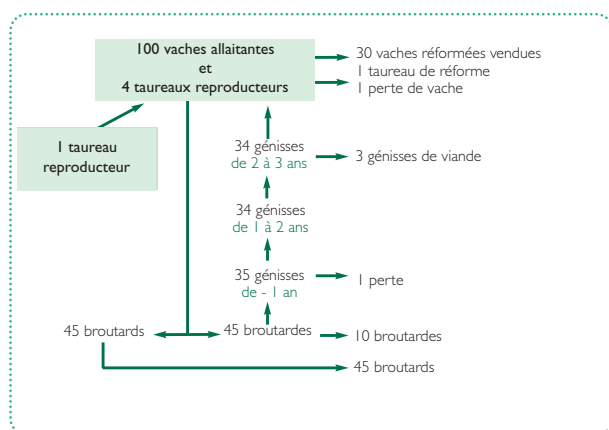 100 vaches allaitantes
et
4 taureaux reproducteurs
30 vaches réformées vendues
1 taureau de réforme
1 perte de vache
1 taureau
reproducteur
34 génisses
de 2 à 3 ans
3 génisses de viande
34 génisses
de 1 à 2 ans
35 génisses
de - 1 an
1 perte
45 broutards
45 broutardes
10 broutardes
45 broutards